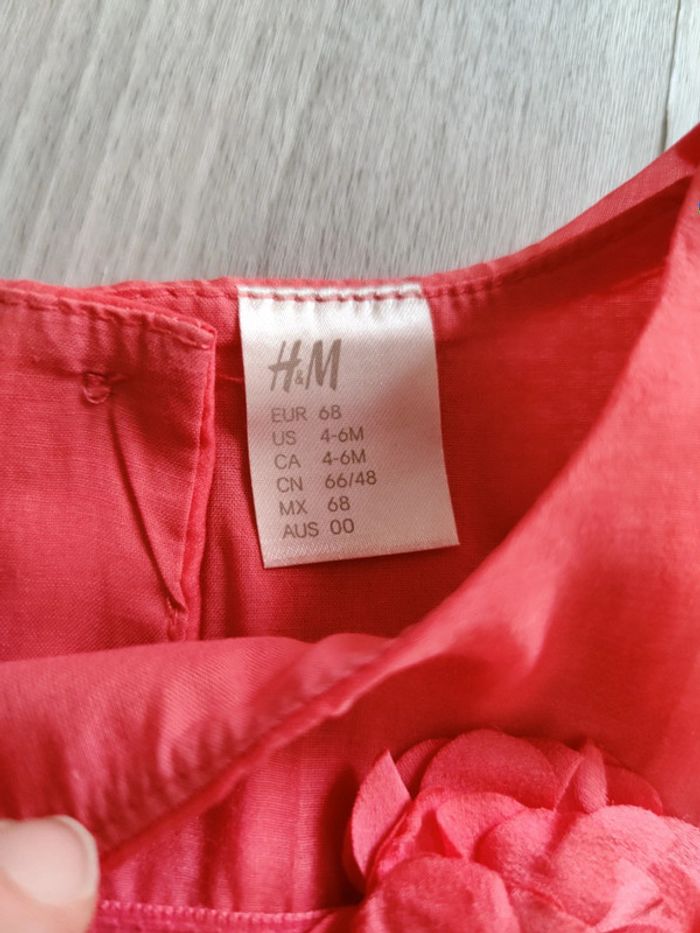 H&M
EUR 68
US 4-6M
CA 4-6M
CN 66/48
MX 68
AUS 00